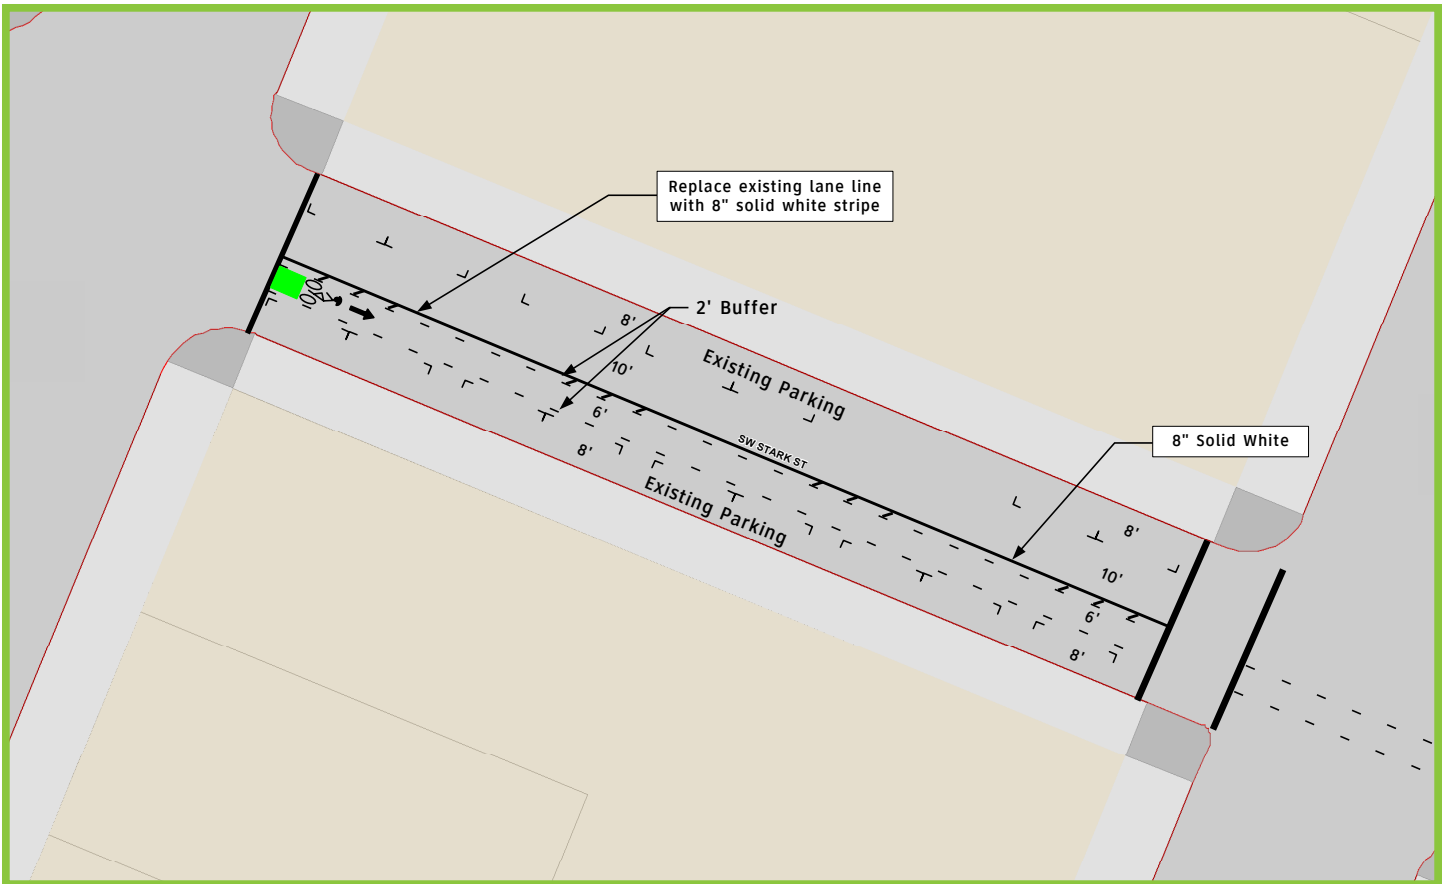 Replace existing lane line
with 8" solid white stripe
2' Buffer
8'
Existing Parking
10'
6'
8'
SW STARK ST
Existing Parking
8" Solid White
8'
10'
6'
8'